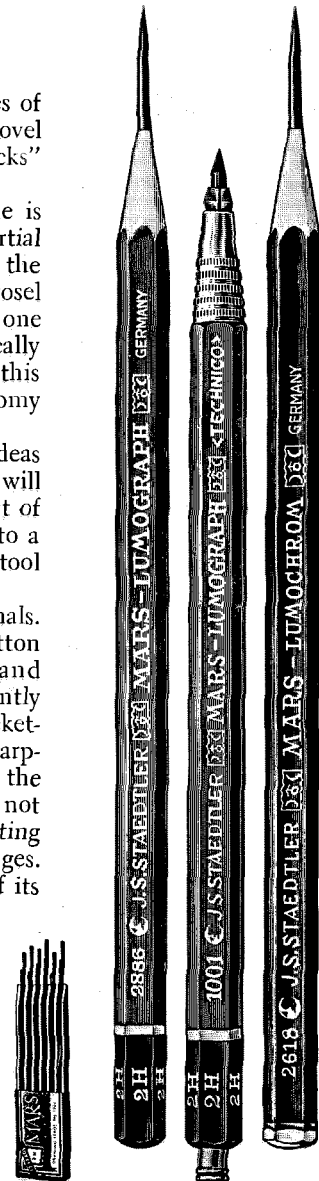 es of
ovel
cks"
e is
rtial
the
osel
one
cally
this
omy
deas
will
t of
to a
tool
nals.
tton
and
ntly
ket-
arp-
the
not
ting
ges.
f its
2886 J.S.STAEDTLER MARS-LUMOGRAPH GERMANY
2H 2H 2H
1001 J.S.STAEDTLER MARS-LUMOGRAPH <TECHNICO>
2H 2H 2H
2618 J.S.STAEDTLER MARS-LUMOCHROM GERMANY
MARS